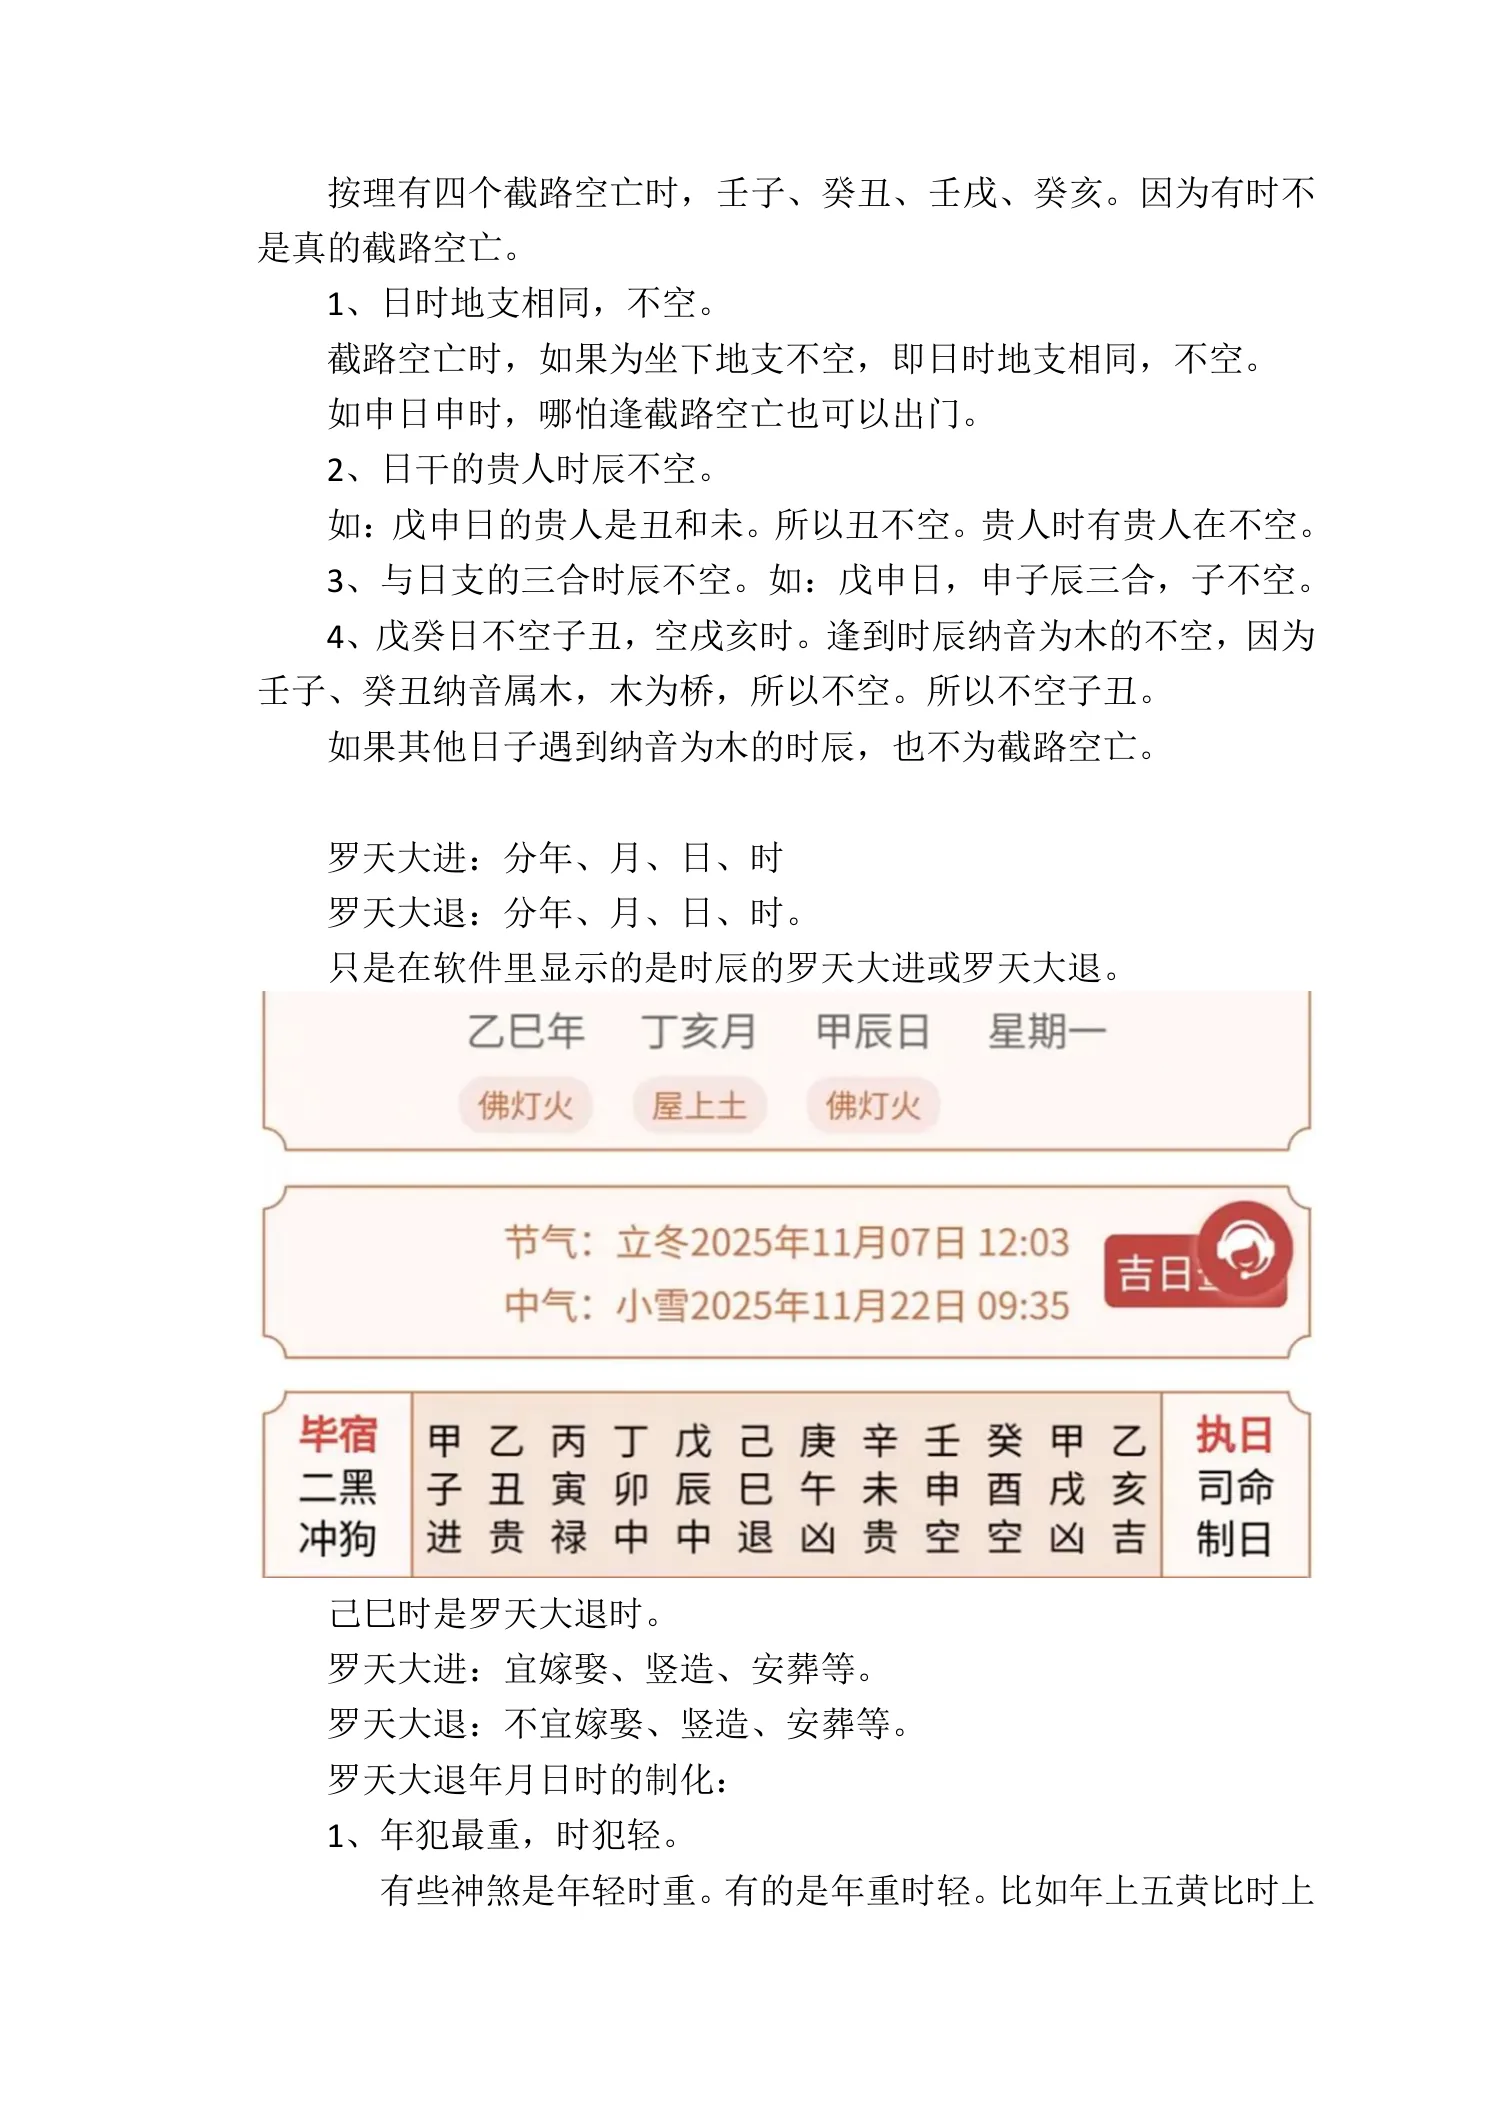 按理有四个截路空亡时，壬子、癸丑、壬戌、癸亥。因为有时不
是真的截路空亡。
1、日时地支相同，不空。
截路空亡时，如果为坐下地支不空，即日时地支相同，不空。
如申日申时，哪怕逢截路空亡也可以出门。
2、日干的贵人时辰不空。
如：戊申日的贵人是丑和未。所以丑不空。贵人时有贵人在不空。
3、与日支的三合时辰不空。如：戊申日，申子辰三合，子不空。
4、戊癸日不空子丑，空戌亥时。逢到时辰纳音为木的不空，因为
壬子、癸丑纳音属木，木为桥，所以不空。所以不空子丑。
如果其他日子遇到纳音为木的时辰，也不为截路空亡。
罗天大进：分年、月、日、时
罗天大退：分年、月、日、时。
只是在软件里显示的是时辰的罗天大进或罗天大退。
乙巳年 丁亥月 甲辰日 星期一
佛灯火 屋上土 佛灯火
节气：立冬2025年11月07日 12:03
中气：小雪2025年11月22日 09:35
吉日
毕宿 甲 乙 丙 丁 戊 己 庚 辛 壬 癸 甲 乙 执日
二黑 子 丑 寅 卯 辰 巳 午 未 申 酉 戌 亥 司命
冲狗 进 贵 禄 中 中 退 凶 贵 空 空 凶 吉 制日
己巳时是罗天大退时。
罗天大进：宜嫁娶、竖造、安葬等。
罗天大退：不宜嫁娶、竖造、安葬等。
罗天大退年月日时的制化：
1、年犯最重，时犯轻。
有些神煞是年轻时重。有的是年重时轻。比如年上五黄比时上